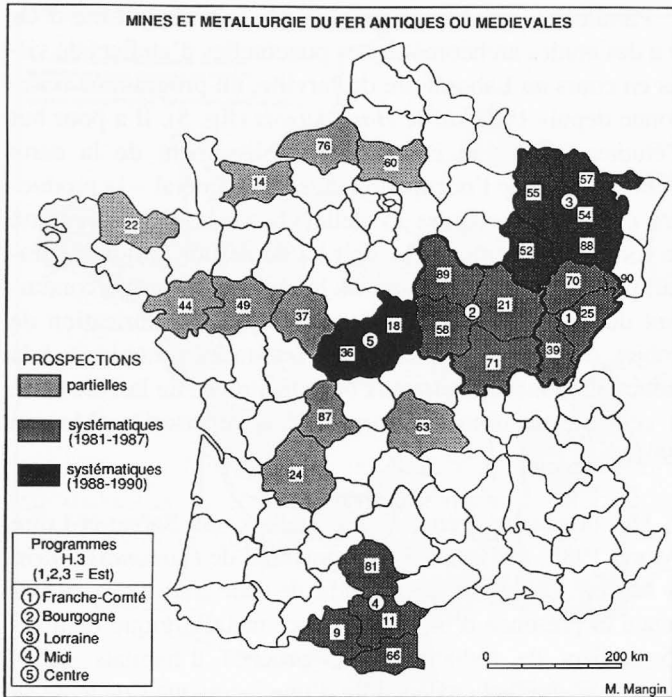 MINES ET METALLURGIE DU FER ANTIQUES OU MEDIEVALES
76
60
14
57
55
3
54
22
52
88
89
70
90
44
49
21
2
25
1
37
18
58
5
36
39
71
PROSPECTIONS
partielles
87
63
systématiques
(1981-1987)
24
systématiques
(1988-1990)
Programmes
H.3
(1,2,3 = Est)
81
1 Franche-Comté
2 Bourgogne
4
3 Lorraine
11
9
4 Midi
5 Centre
66
0 200 km
M. Mangin